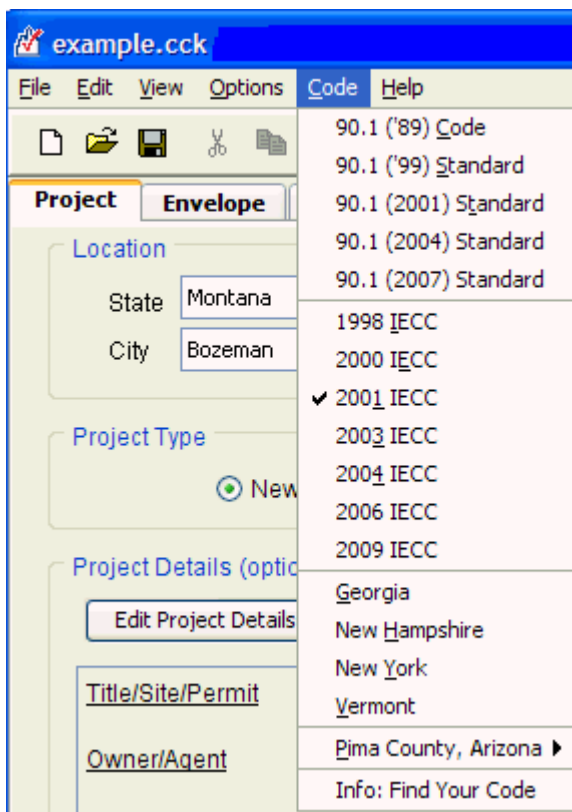 example.cck
File Edit View Options Code Help
Project Envelope
Location
State Montana
City Bozeman
Project Type
New
Project Details (optio
Edit Project Details
Title/Site/Permit
Owner/Agent
90.1 ('89) Code
90.1 ('99) Standard
90.1 (2001) Standard
90.1 (2004) Standard
90.1 (2007) Standard
1998 IECC
2000 IECC
2001 IECC
2003 IECC
2004 IECC
2006 IECC
2009 IECC
Georgia
New Hampshire
New York
Vermont
Pima County, Arizona
Info: Find Your Code